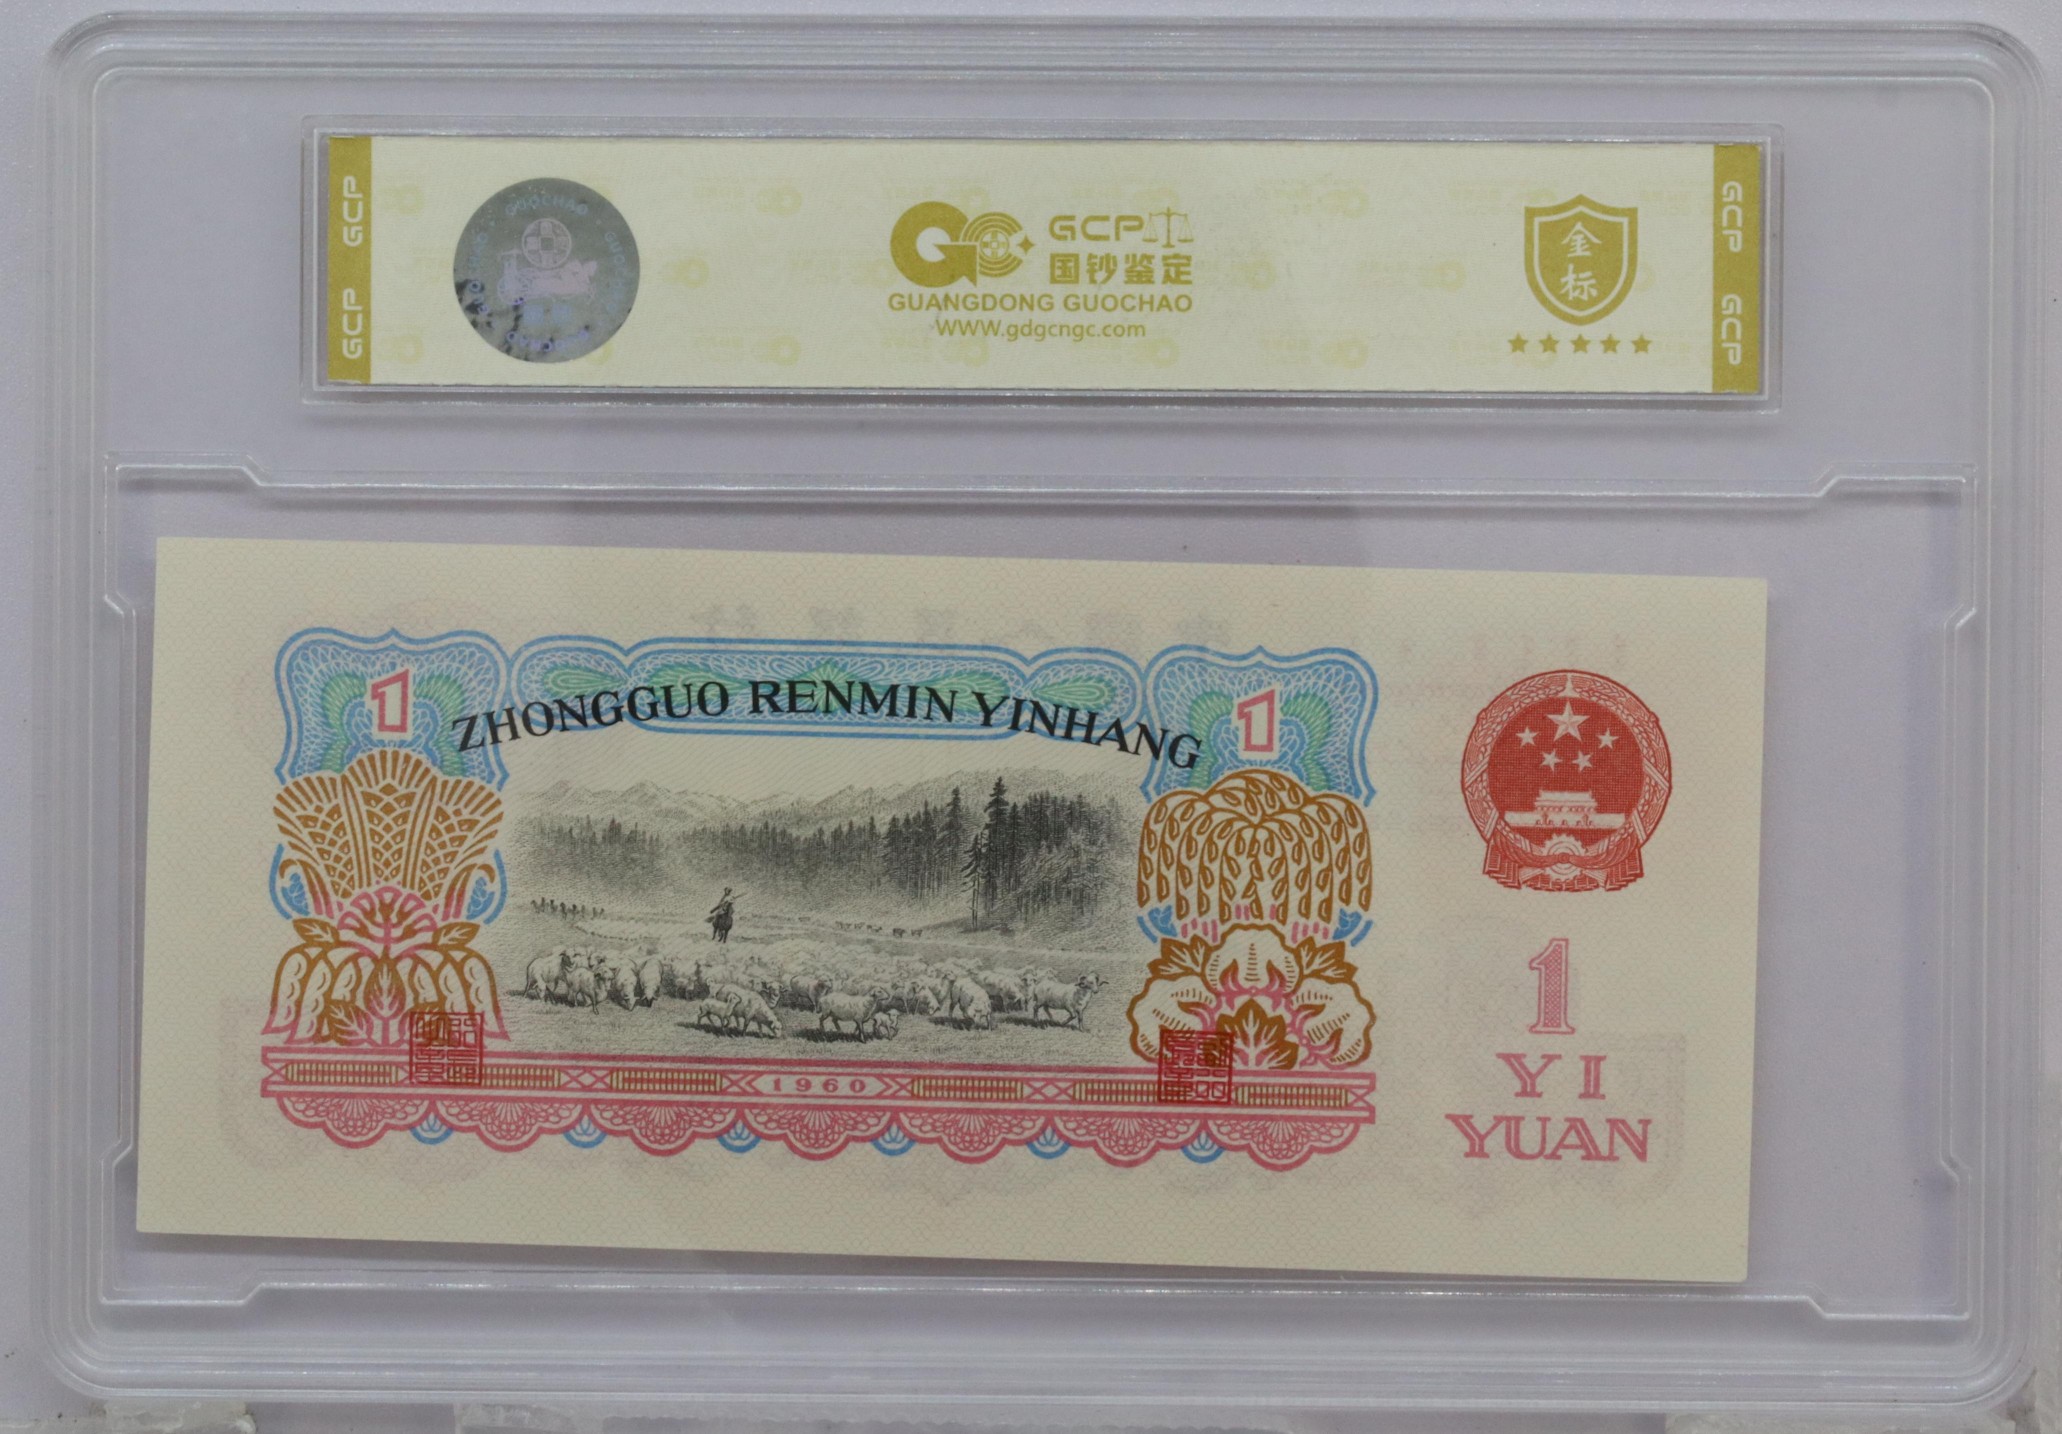 GCP GCP
GUOCHAO
GCP
国钞鉴定
GUANGDONG GUOCHAO
WWW.gdgcngc.com
金
标
GCP GCP
1
ZHONGGUO RENMIN YINHANG
1
1960
1
YI
YUAN